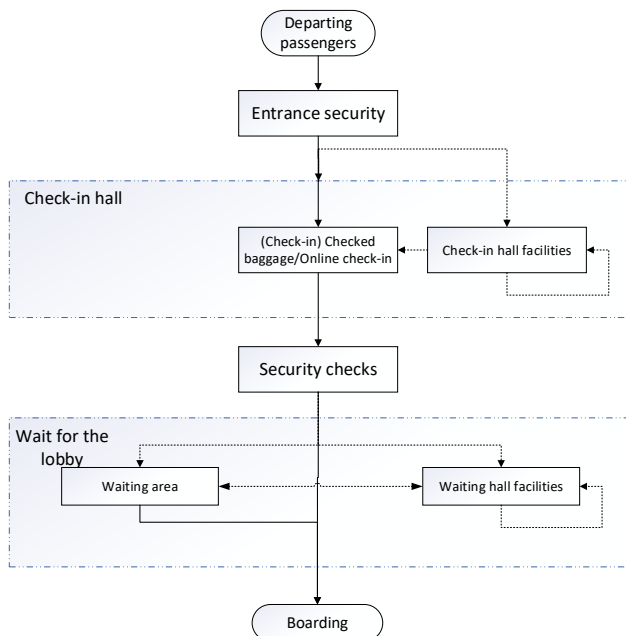 Departing
passengers
Entrance security
Check-in hall
(Check-in) Checked
baggage/Online check-in
Check-in hall facilities
Security checks
Wait for the
lobby
Waiting area
Waiting hall facilities
Boarding